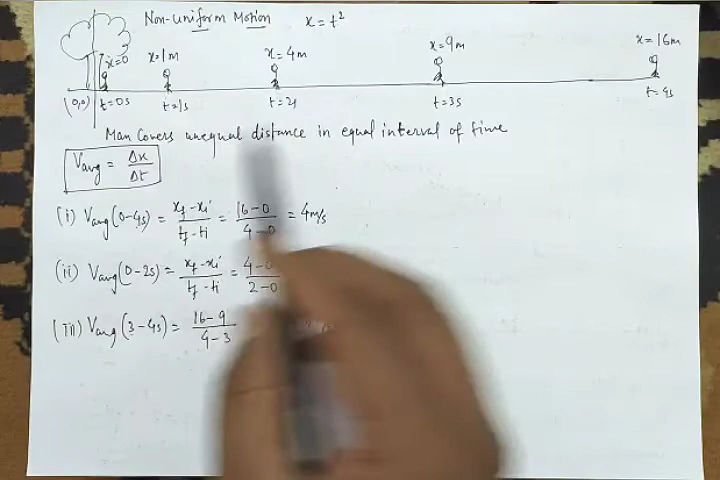 Non-uniform Motion x = t²
x=0 x=1m x=4m x=9m x=16m
(0,0) t=0s t=1s t=2s t=3s t=4s
Man Covers unequal distance in equal interval of time
Vavg = Δx/Δt
(i) Vavg(0-4s) = xf-xi/tf-ti = 16-0/4-0 = 4m/s
(ii) Vavg(0-2s) = xf-xi/tf-ti = 4-0/2-0
(iii) Vavg(3-4s) = 16-9/4-3